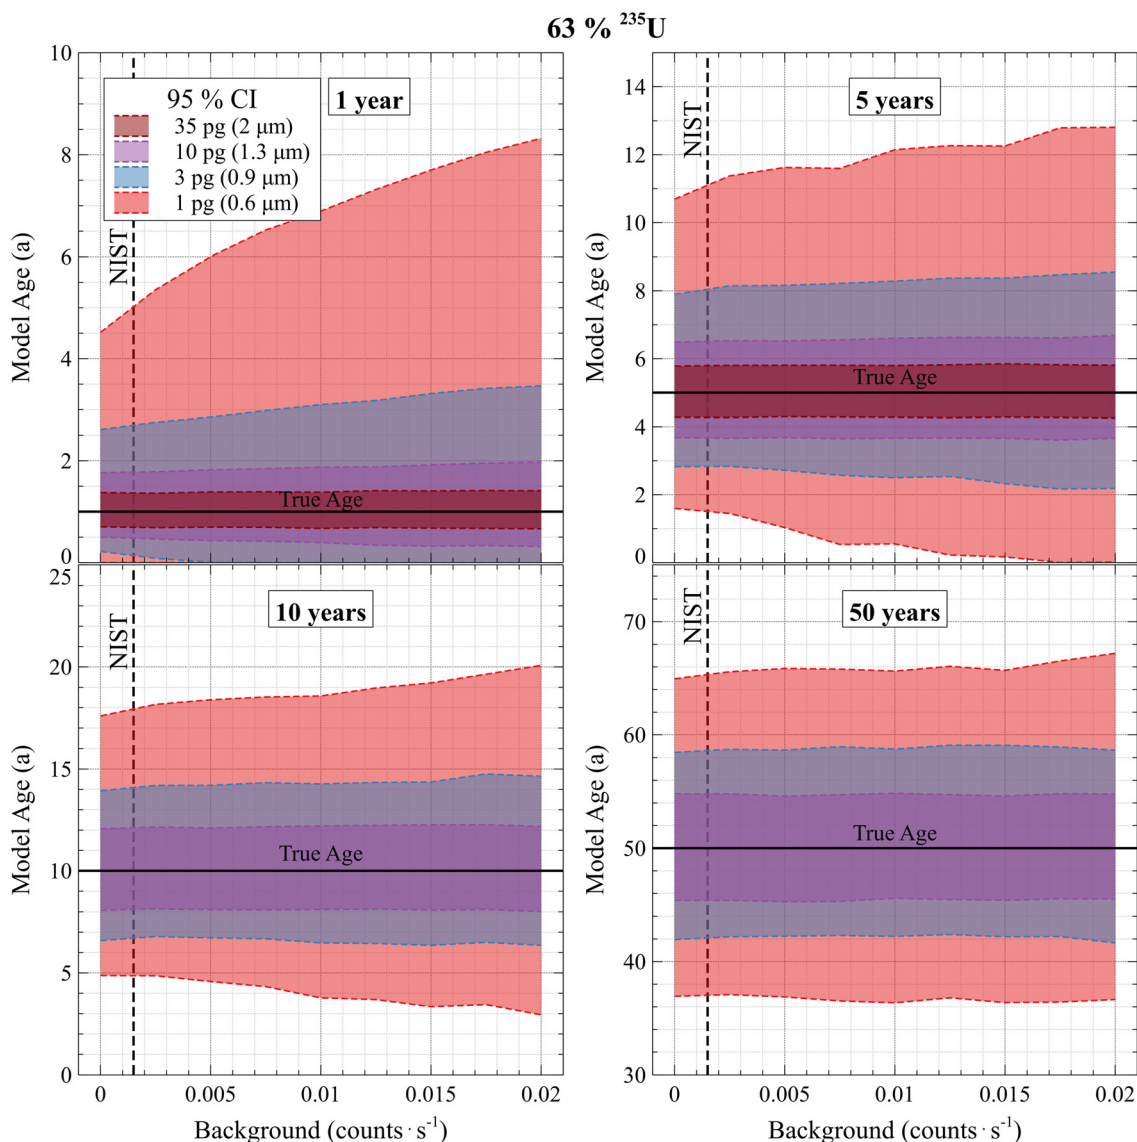 63 % ²³⁵U
10
8
6
4
2
0
Model Age (a)
95 % CI
35 pg (2 μm)
10 pg (1.3 μm)
3 pg (0.9 μm)
1 pg (0.6 μm)
1 year
NIST
True Age
14
12
10
8
6
4
2
0
Model Age (a)
NIST
5 years
True Age
25
20
15
10
5
0
Model Age (a)
NIST
10 years
True Age
0
0.005
0.01
0.015
0.02
Background (counts·s⁻¹)
70
60
50
40
30
Model Age (a)
NIST
50 years
True Age
0
0.005
0.01
0.015
0.02
Background (counts·s⁻¹)